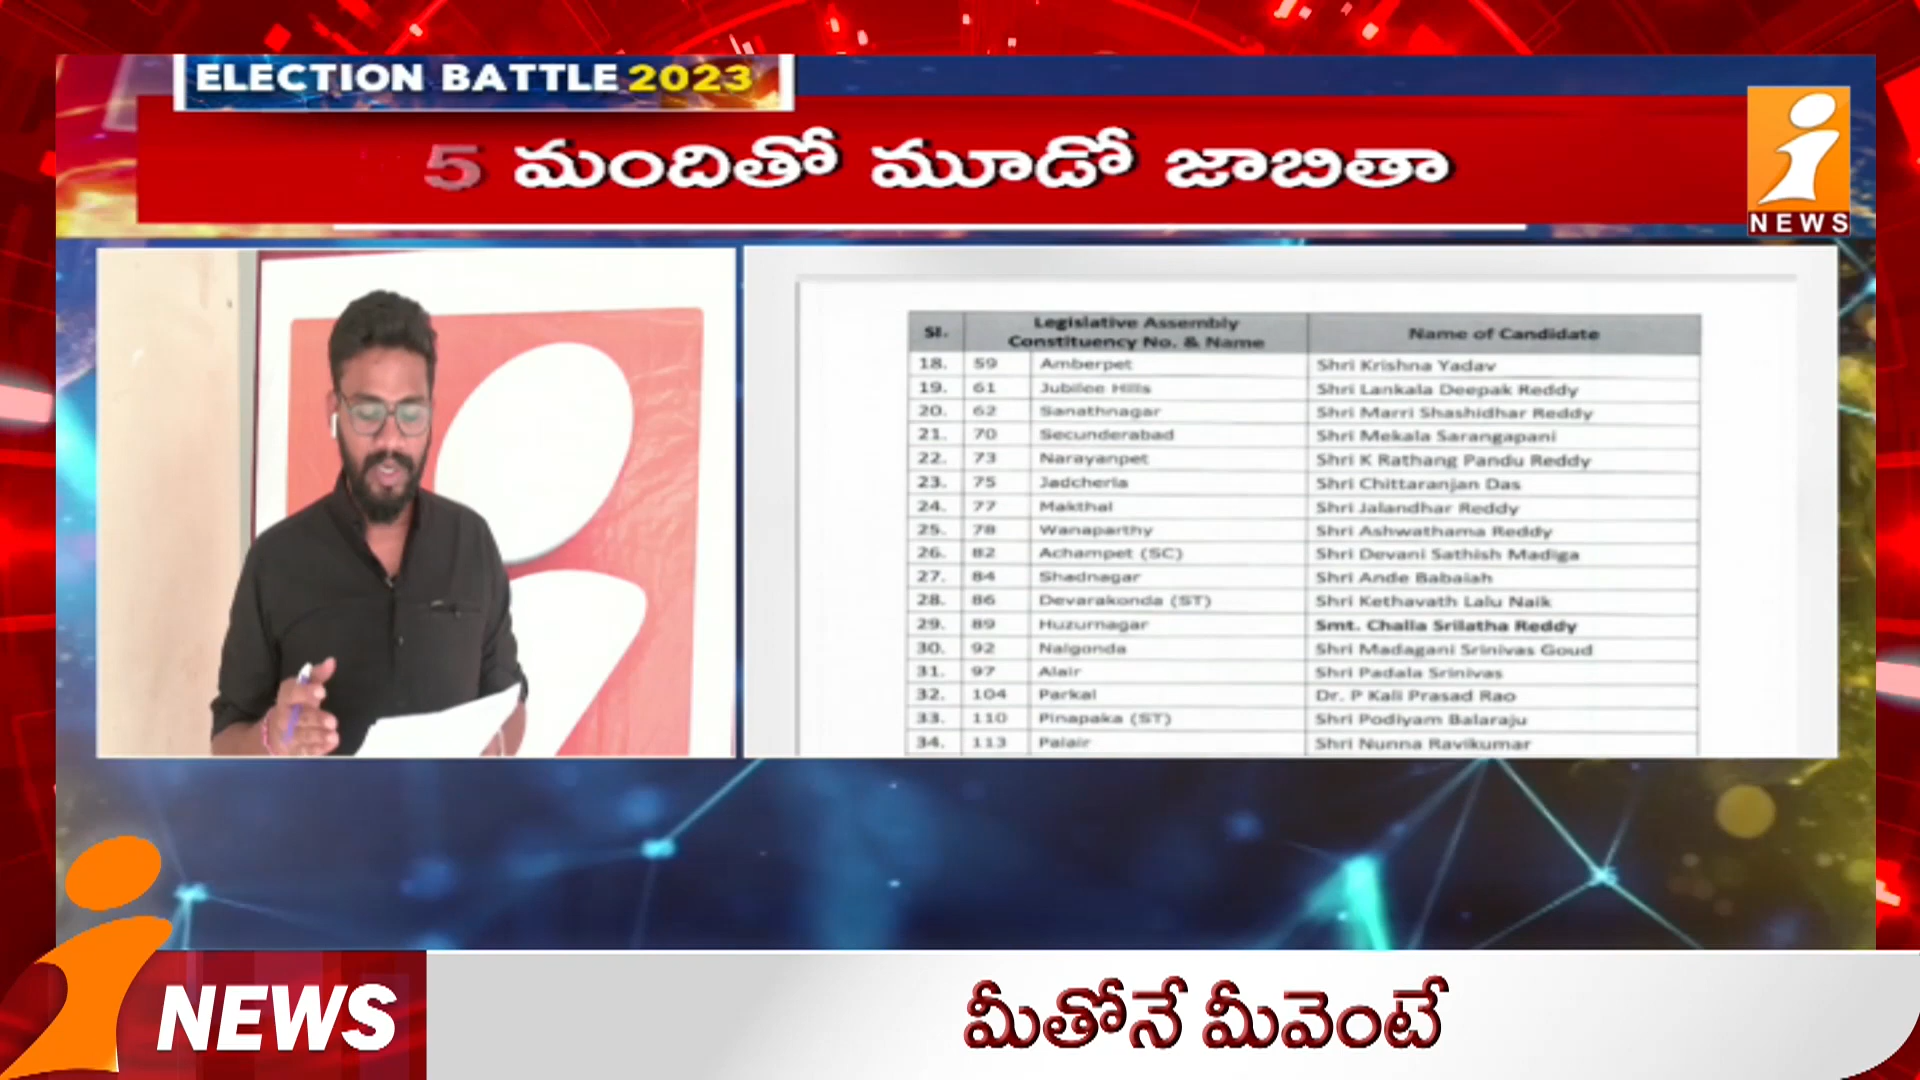 ELECTION BATTLE 2023
5 మందితో మూడో జాబితా
i
NEWS
Sl. Legislative Assembly Constituency No. & Name Name of Candidate
18. 59 Amberpet Shri Krishna Yadav
19. 61 Jubilee Hills Shri Lankala Deepak Reddy
20. 62 Sanathnagar Shri Marri Shashidhar Reddy
21. 70 Secunderabad Shri Mekala Sarangapani
22. 73 Narayanpet Shri K Rathang Pandu Reddy
23. 75 Jadcherla Shri Chittaranjan Das
24. 77 Makthal Shri Jalandhar Reddy
25. 78 Wanaparthy Shri Ashwathama Reddy
26. 82 Achampet (SC) Shri Devani Sathish Madiga
27. 84 Shadnagar Shri Ande Babaiah
28. 86 Devarakonda (ST) Shri Kethavath Lalu Naik
29. 89 Huzurnagar Smt. Challa Srilatha Reddy
30. 92 Nalgonda Shri Madagani Srinivas Goud
31. 97 Alair Shri Padala Srinivas
32. 104 Parkal Dr. P Kali Prasad Rao
33. 110 Pinapaka (ST) Shri Podiyam Balaraju
34. 113 Palair Shri Nunna Ravikumar
i NEWS
మీతోనే మీవెంటే